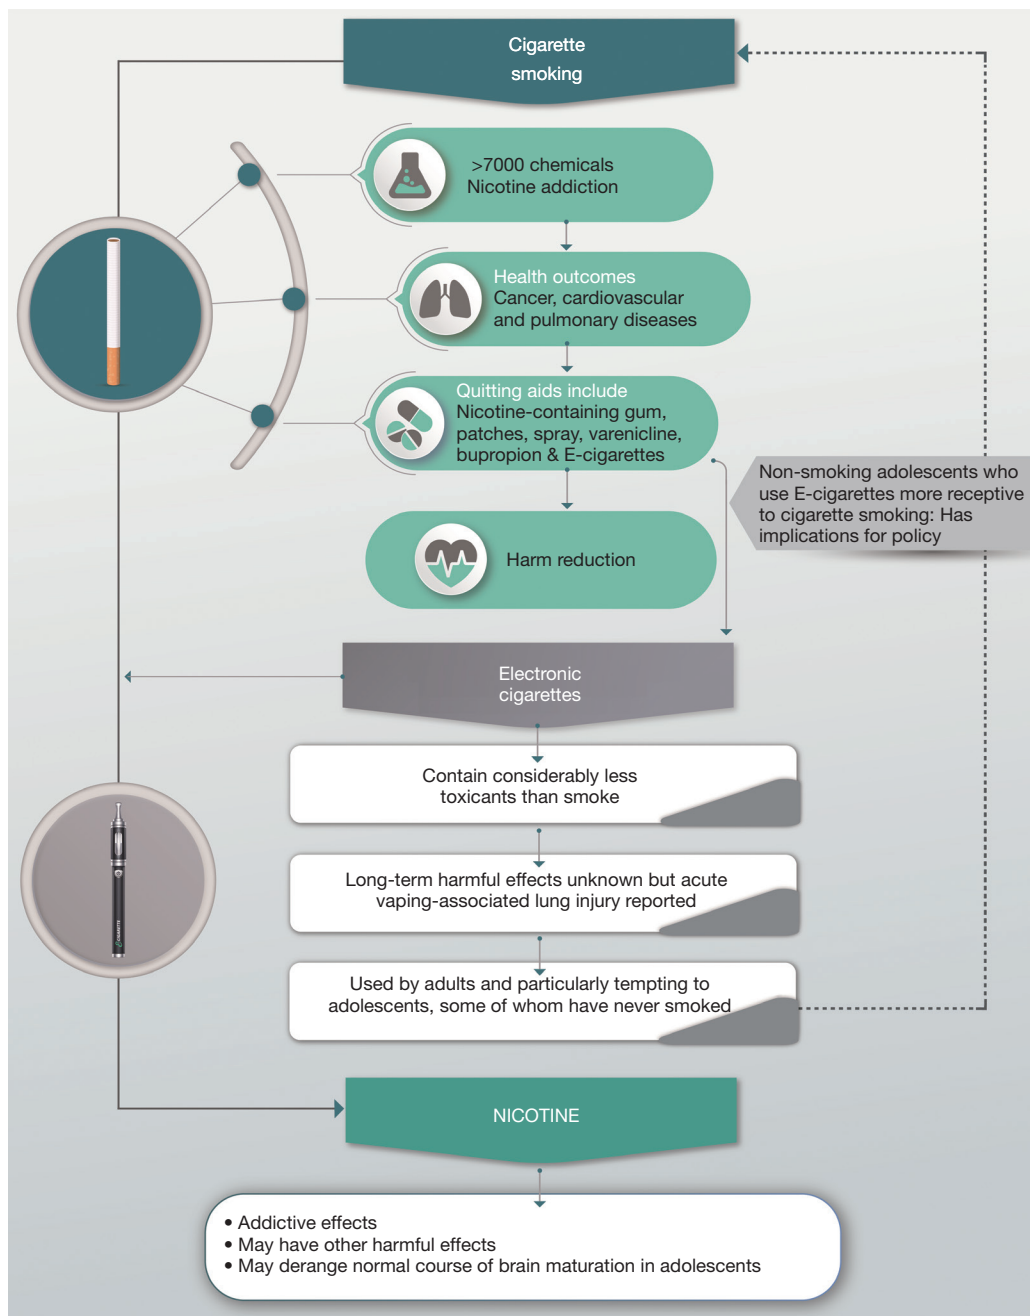 Cigarette
smoking
>7000 chemicals
Nicotine addiction
Health outcomes
Cancer, cardiovascular
and pulmonary diseases
Quitting aids include
Nicotine-containing gum,
patches, spray, varenicline,
bupropion & E-cigarettes
Non-smoking adolescents who
use E-cigarettes more receptive
to cigarette smoking: Has
implications for policy
Harm reduction
Electronic
cigarettes
Contain considerably less
toxicants than smoke
Long-term harmful effects unknown but acute
vaping-associated lung injury reported
CIGARETTE
Used by adults and particularly tempting to
adolescents, some of whom have never smoked
NICOTINE
• Addictive effects
• May have other harmful effects
• May derange normal course of brain maturation in adolescents